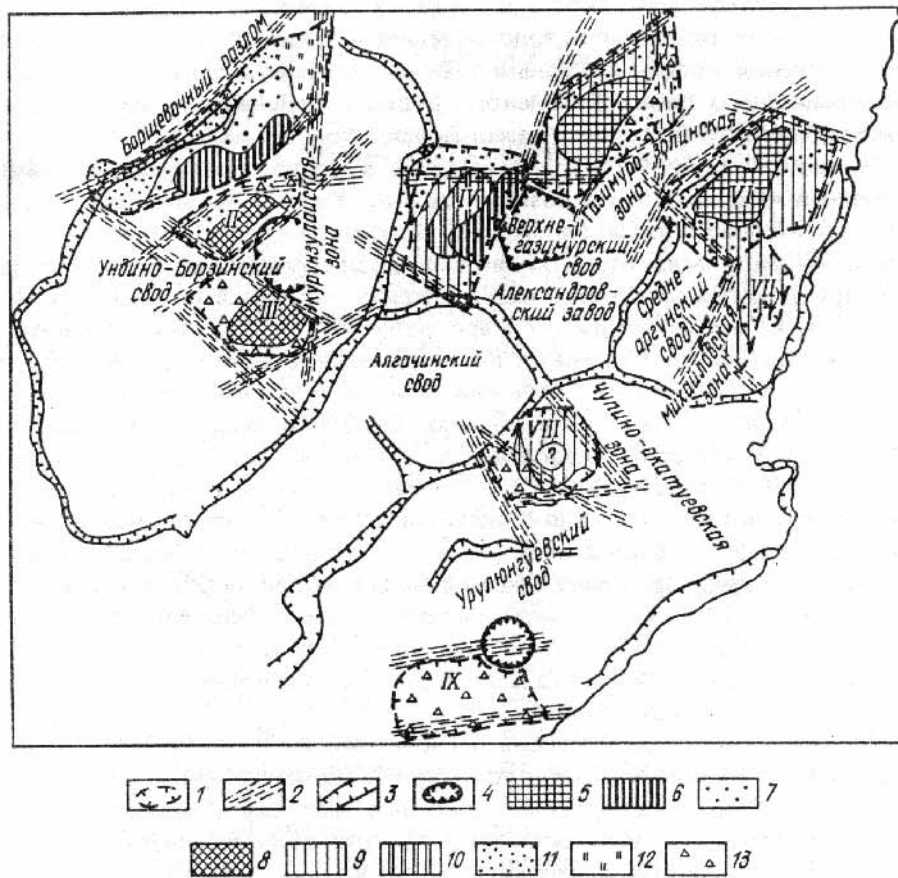 Борщевочный разлом
I
II
Ундино-Борзинский
свод
III
Акурунзулайская
зона
IV
V
Верхне-
газимурский
свод
Газимуро-
Волинская
зона
VI
Александров-
ский завод
Средне-
аргунский
свод
VII
Михайловская
зона
Алгачинский
свод
VIII
?
Чупино-акатуевская
зона
Урулюнгуевский
свод
IX
1 2 3 4 5 6 7
8 9 10 11 12 13